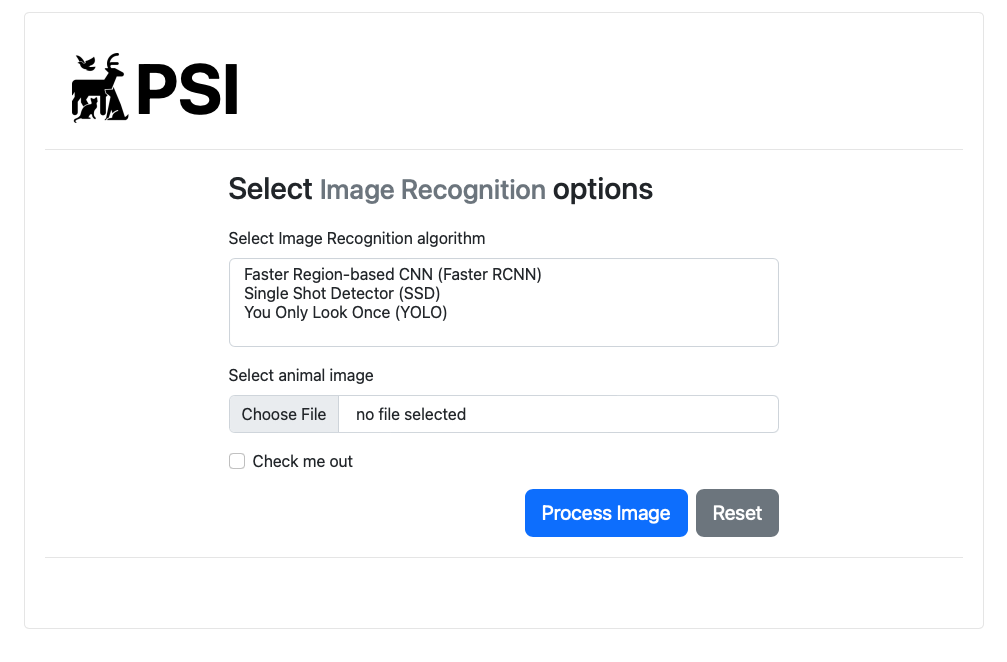 PSI
Select Image Recognition options
Select Image Recognition algorithm
Faster Region-based CNN (Faster RCNN)
Single Shot Detector (SSD)
You Only Look Once (YOLO)
Select animal image
Choose File no file selected
Check me out
Process Image Reset